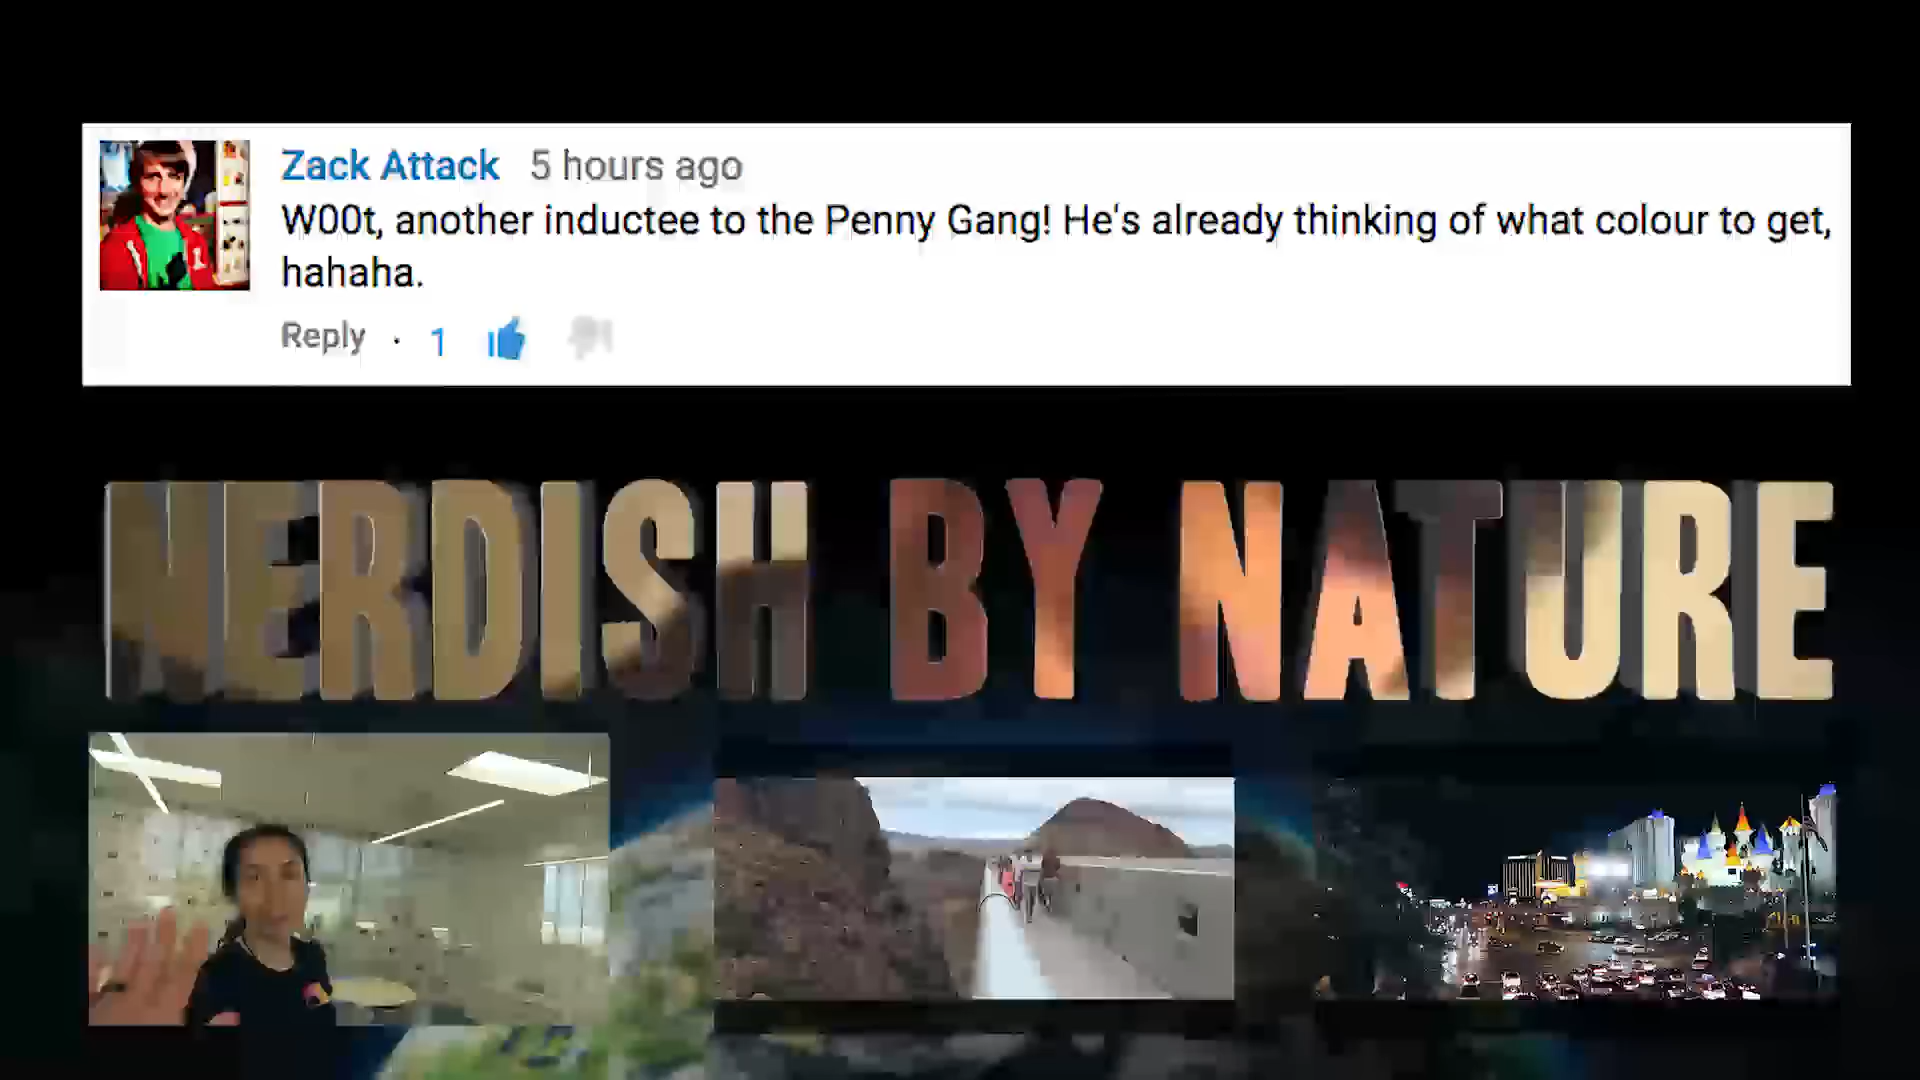 Zack Attack 5 hours ago
W00t, another inductee to the Penny Gang! He's already thinking of what colour to get,
hahaha.
Reply · 1
NERDISH BY NATURE